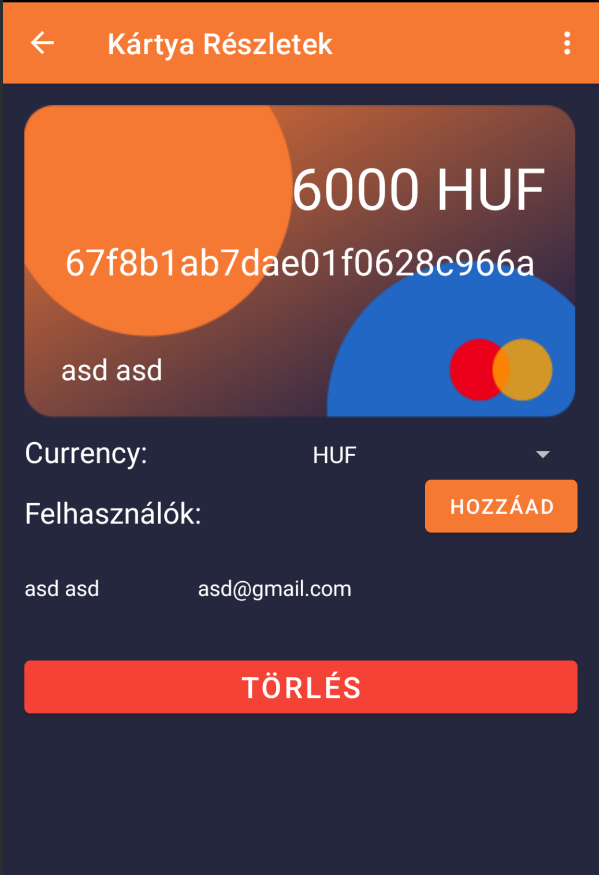 Kártya Részletek
6000 HUF
67f8b1ab7dae01f0628c966a
asd asd
Currency: HUF
Felhasználók: HOZZÁAD
asd asd asd@gmail.com
TÖRLÉS